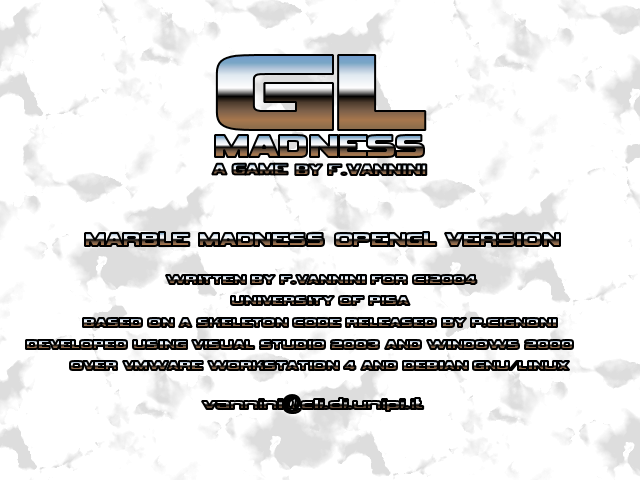 GL
MADNESS
A GAME BY F.VANNINI
MARBLE MADNESS OPENGL VERSION
WRITTEN BY F.VANNINI FOR GI2004
UNIVERSITY OF PISA
BASED ON A SKELETON CODE RELEASED BY P.CIGNONI
DEVELOPED USING VISUAL STUDIO 2003 AND WINDOWS 2000
OVER VMWARE WORKSTATION 4 AND DEBIAN GNU/LINUX
vannini@cli.di.unipi.it